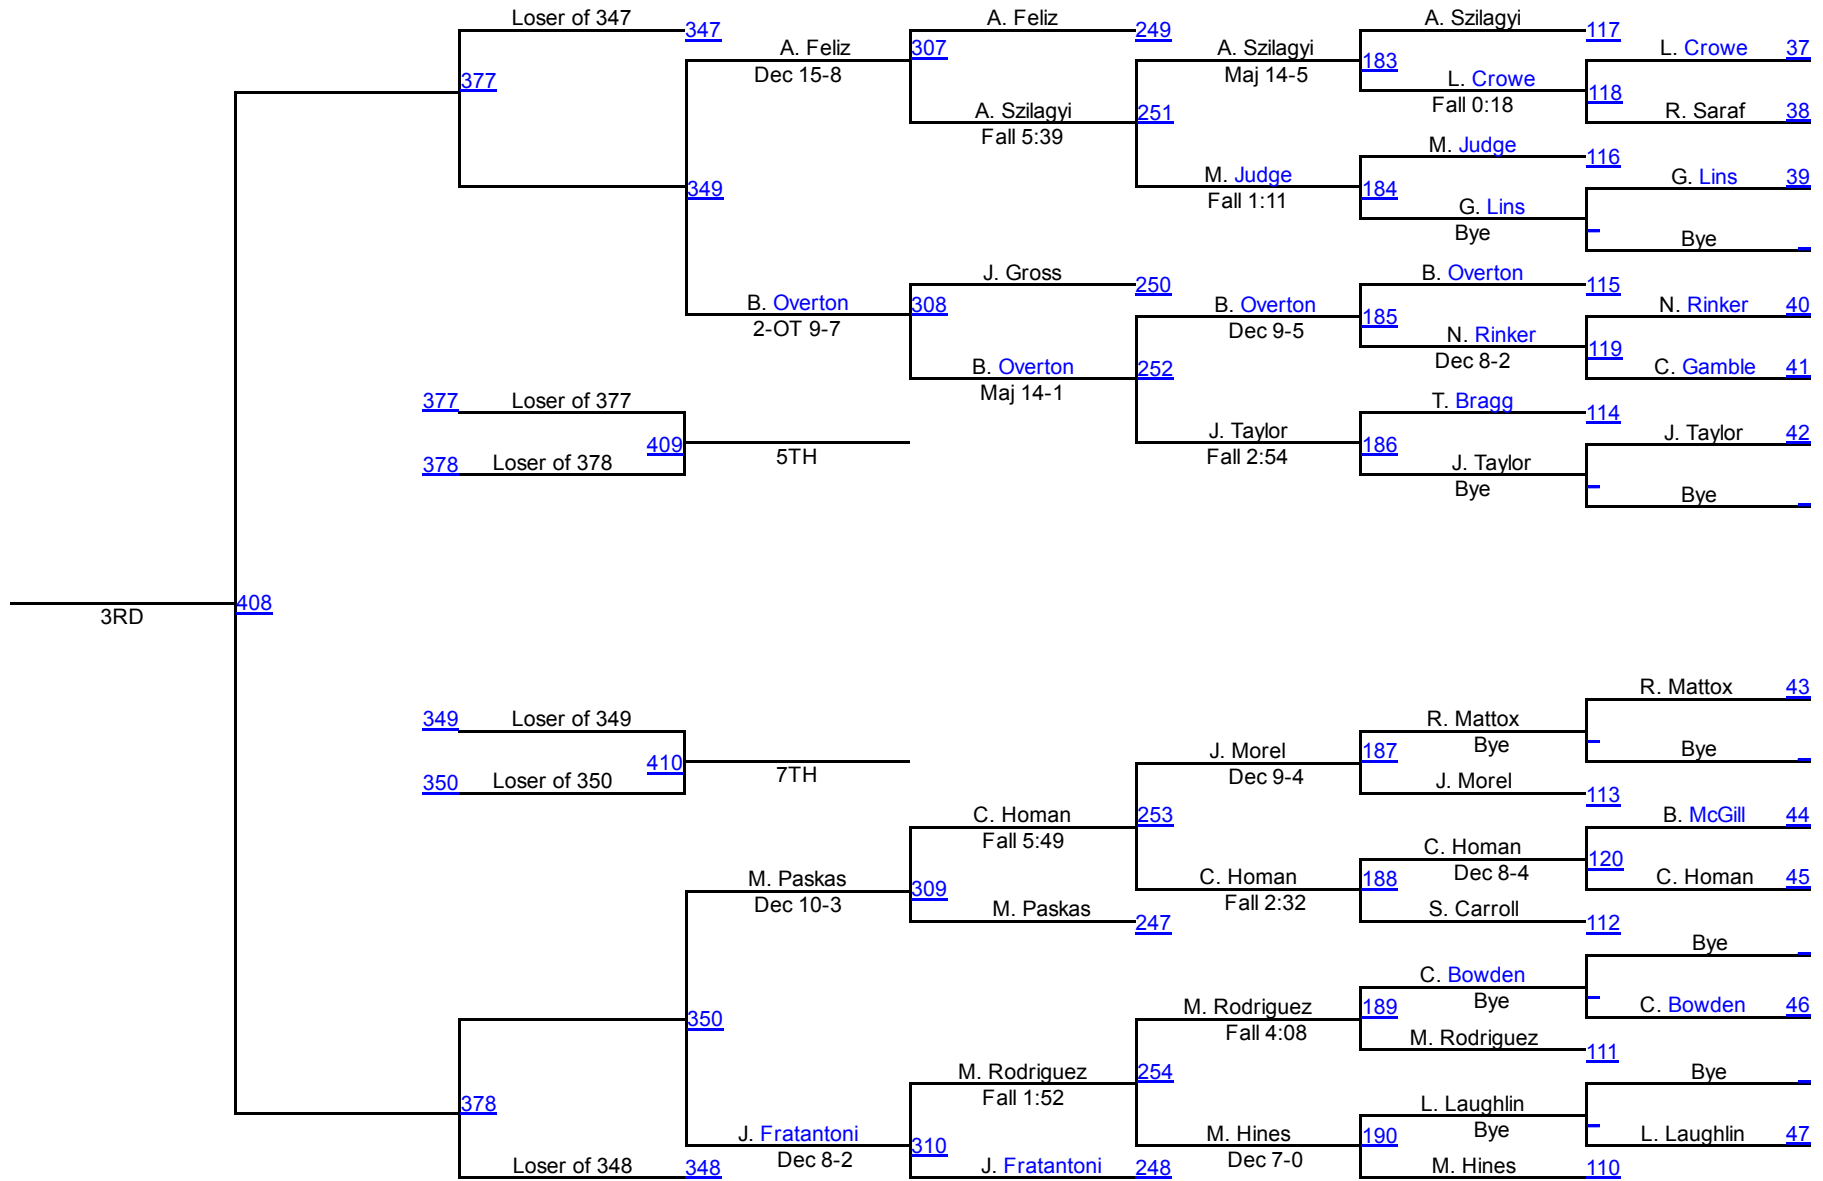 Loser of 347
347
A. Feliz
249
A. Szilagyi
117
A. Feliz
Dec 15-8
307
A. Szilagyi
Maj 14-5
183
L. Crowe
37
377
L. Crowe
Fall 0:18
118
A. Szilagyi
Fall 5:39
251
R. Saraf
38
M. Judge
116
349
M. Judge
Fall 1:11
184
G. Lins
39
G. Lins
Bye
Bye
J. Gross
250
B. Overton
115
B. Overton
2-OT 9-7
308
B. Overton
Dec 9-5
185
N. Rinker
40
N. Rinker
Dec 8-2
119
B. Overton
Maj 14-1
252
C. Gamble
41
377
Loser of 377
T. Bragg
114
409
5TH
J. Taylor
Fall 2:54
186
J. Taylor
42
378
Loser of 378
J. Taylor
Bye
Bye
3RD
408
R. Mattox
43
349
Loser of 349
R. Mattox
Bye
410
7TH
J. Morel
Dec 9-4
187
Bye
350
Loser of 350
J. Morel
113
C. Homan
Fall 5:49
253
B. McGill
44
C. Homan
Dec 8-4
120
M. Paskas
Dec 10-3
309
C. Homan
Fall 2:32
188
C. Homan
45
M. Paskas
247
S. Carroll
112
Bye
C. Bowden
Bye
350
M. Rodriguez
Fall 4:08
189
C. Bowden
46
M. Rodriguez
111
M. Rodriguez
Fall 1:52
254
Bye
378
L. Laughlin
Bye
J. Fratantoni
Dec 8-2
310
M. Hines
Dec 7-0
190
L. Laughlin
47
Loser of 348
348
J. Fratantoni
248
M. Hines
110